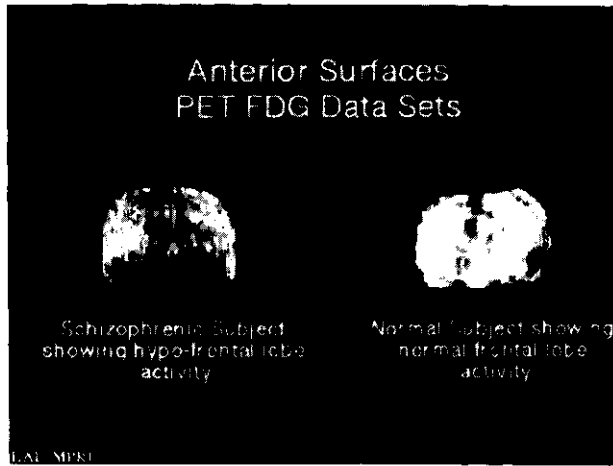 Anterior Surfaces
PET FDG Data Sets
Schizophrenic Subject
showing hypo-frontal lobe
activity
Normal Subject showing
normal frontal lobe
activity